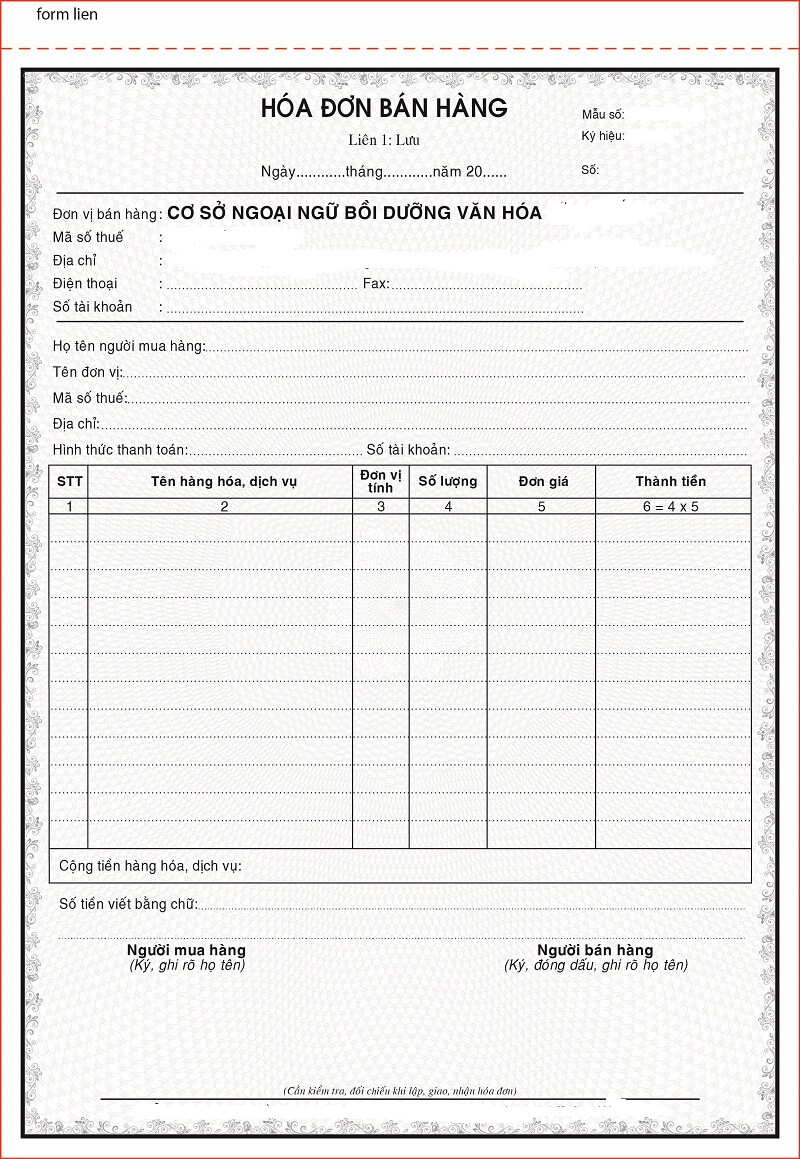 form lien
HÓA ĐƠN BÁN HÀNG
Liên 1: Lưu
Ngày............tháng............năm 20......
Mẫu số:
Ký hiệu:
Số:
Đơn vị bán hàng: CƠ SỞ NGOẠI NGỮ BỒI DƯỠNG VĂN HÓA
Mã số thuế :
Địa chỉ :
Điện thoại : Fax:
Số tài khoản :
Họ tên người mua hàng:
Tên đơn vị:
Mã số thuế:
Địa chỉ:
Hình thức thanh toán: Số tài khoản:
STT Tên hàng hóa, dịch vụ Đơn vị tính Số lượng Đơn giá Thành tiền
1 2 3 4 5 6 = 4 x 5
Cộng tiền hàng hóa, dịch vụ:
Số tiền viết bằng chữ:
Người mua hàng Người bán hàng
(Ký, ghi rõ họ tên) (Ký, đóng dấu, ghi rõ họ tên)
(Cần kiểm tra, đối chiếu khi lập, giao, nhận hóa đơn)